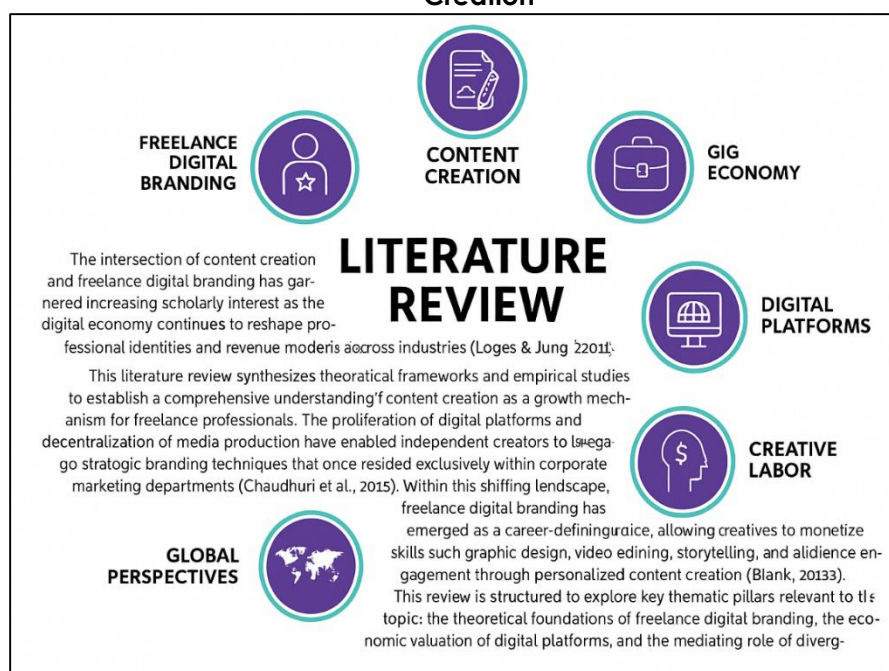 Creation
FREELANCE
DIGITAL
BRANDING
CONTENT
CREATION
GIG
ECONOMY
LITERATURE
REVIEW
DIGITAL
PLATFORMS
CREATIVE
LABOR
GLOBAL
PERSPECTIVES
The intersection of content creation
and freelance digital branding has gar-
nered increasing scholarly interest as the
digital economy continues to reshape pro-
fessional identities and revenue industries (Loges & Jung
This literature review synthesizes theoratical frameworks and empirical studies
to establish a comprehensive content creation as a growth mech-
anism for freelance professionals. The proliferation of digital platforms and
decentralization of media production have enabled independent creators to
go stratogic branding techniques that once resided exclusively within corporate
marketing departments (Chaudhuri et al., 2015). Within this shiffing lendscape,
freelance digital branding has
emerged as a allowing creatives to monetize
skills such graphic design, video edining, storytelling, and alidience en-
gagement through personalized content creation (Blank, 20133).
This review is structured to explore key thematic pillars relevant to
topic: the theoretical foundations of freelance digital branding, the eco-
nomic valuation of digital platforms, and the mediating role of diverg-